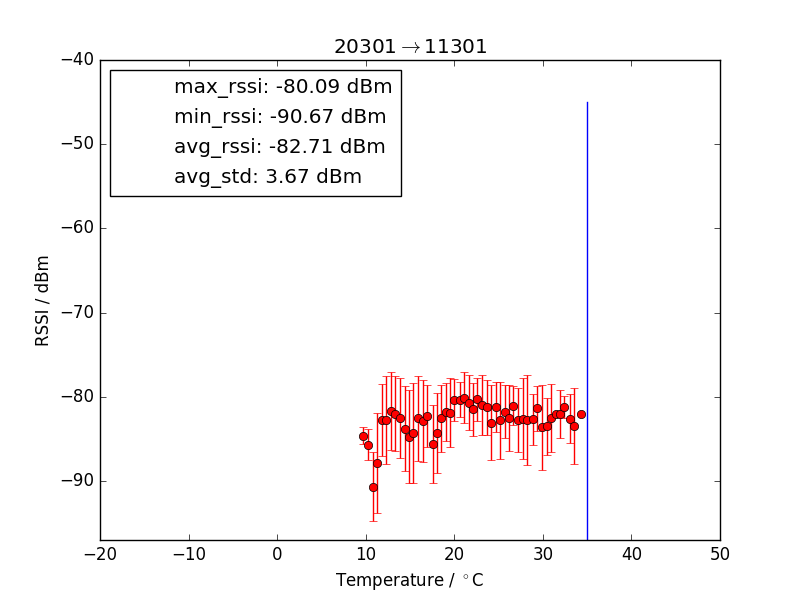 20301→11301
max_rssi: -80.09 dBm
min_rssi: -90.67 dBm
avg_rssi: -82.71 dBm
avg_std: 3.67 dBm
−40
−50
−60
−70
−80
−90
RSSI / dBm
−20
−10
0
10
20
30
40
50
Temperature / °C